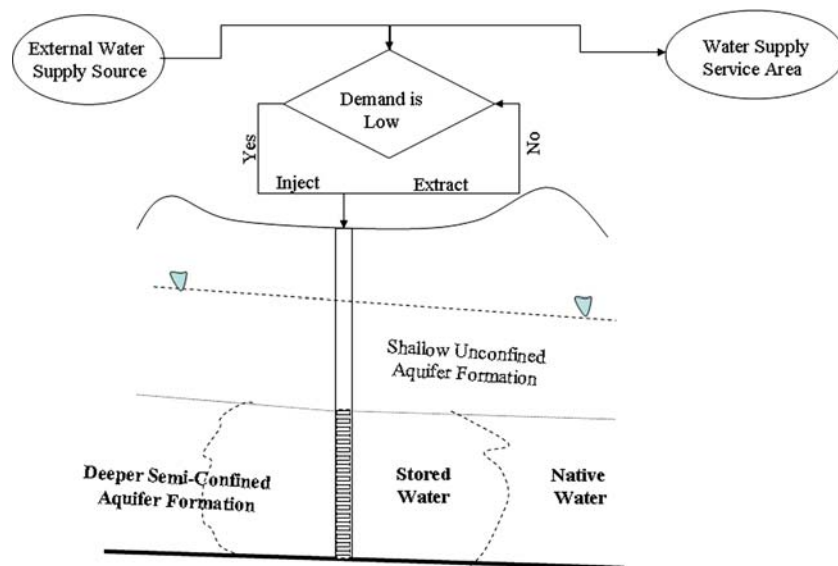 External Water
Supply Source
Water Supply
Service Area
Demand is
Low
Yes
No
Inject
Extract
Shallow Unconfined
Aquifer Formation
Deeper Semi-Confined
Aquifer Formation
Stored
Water
Native
Water